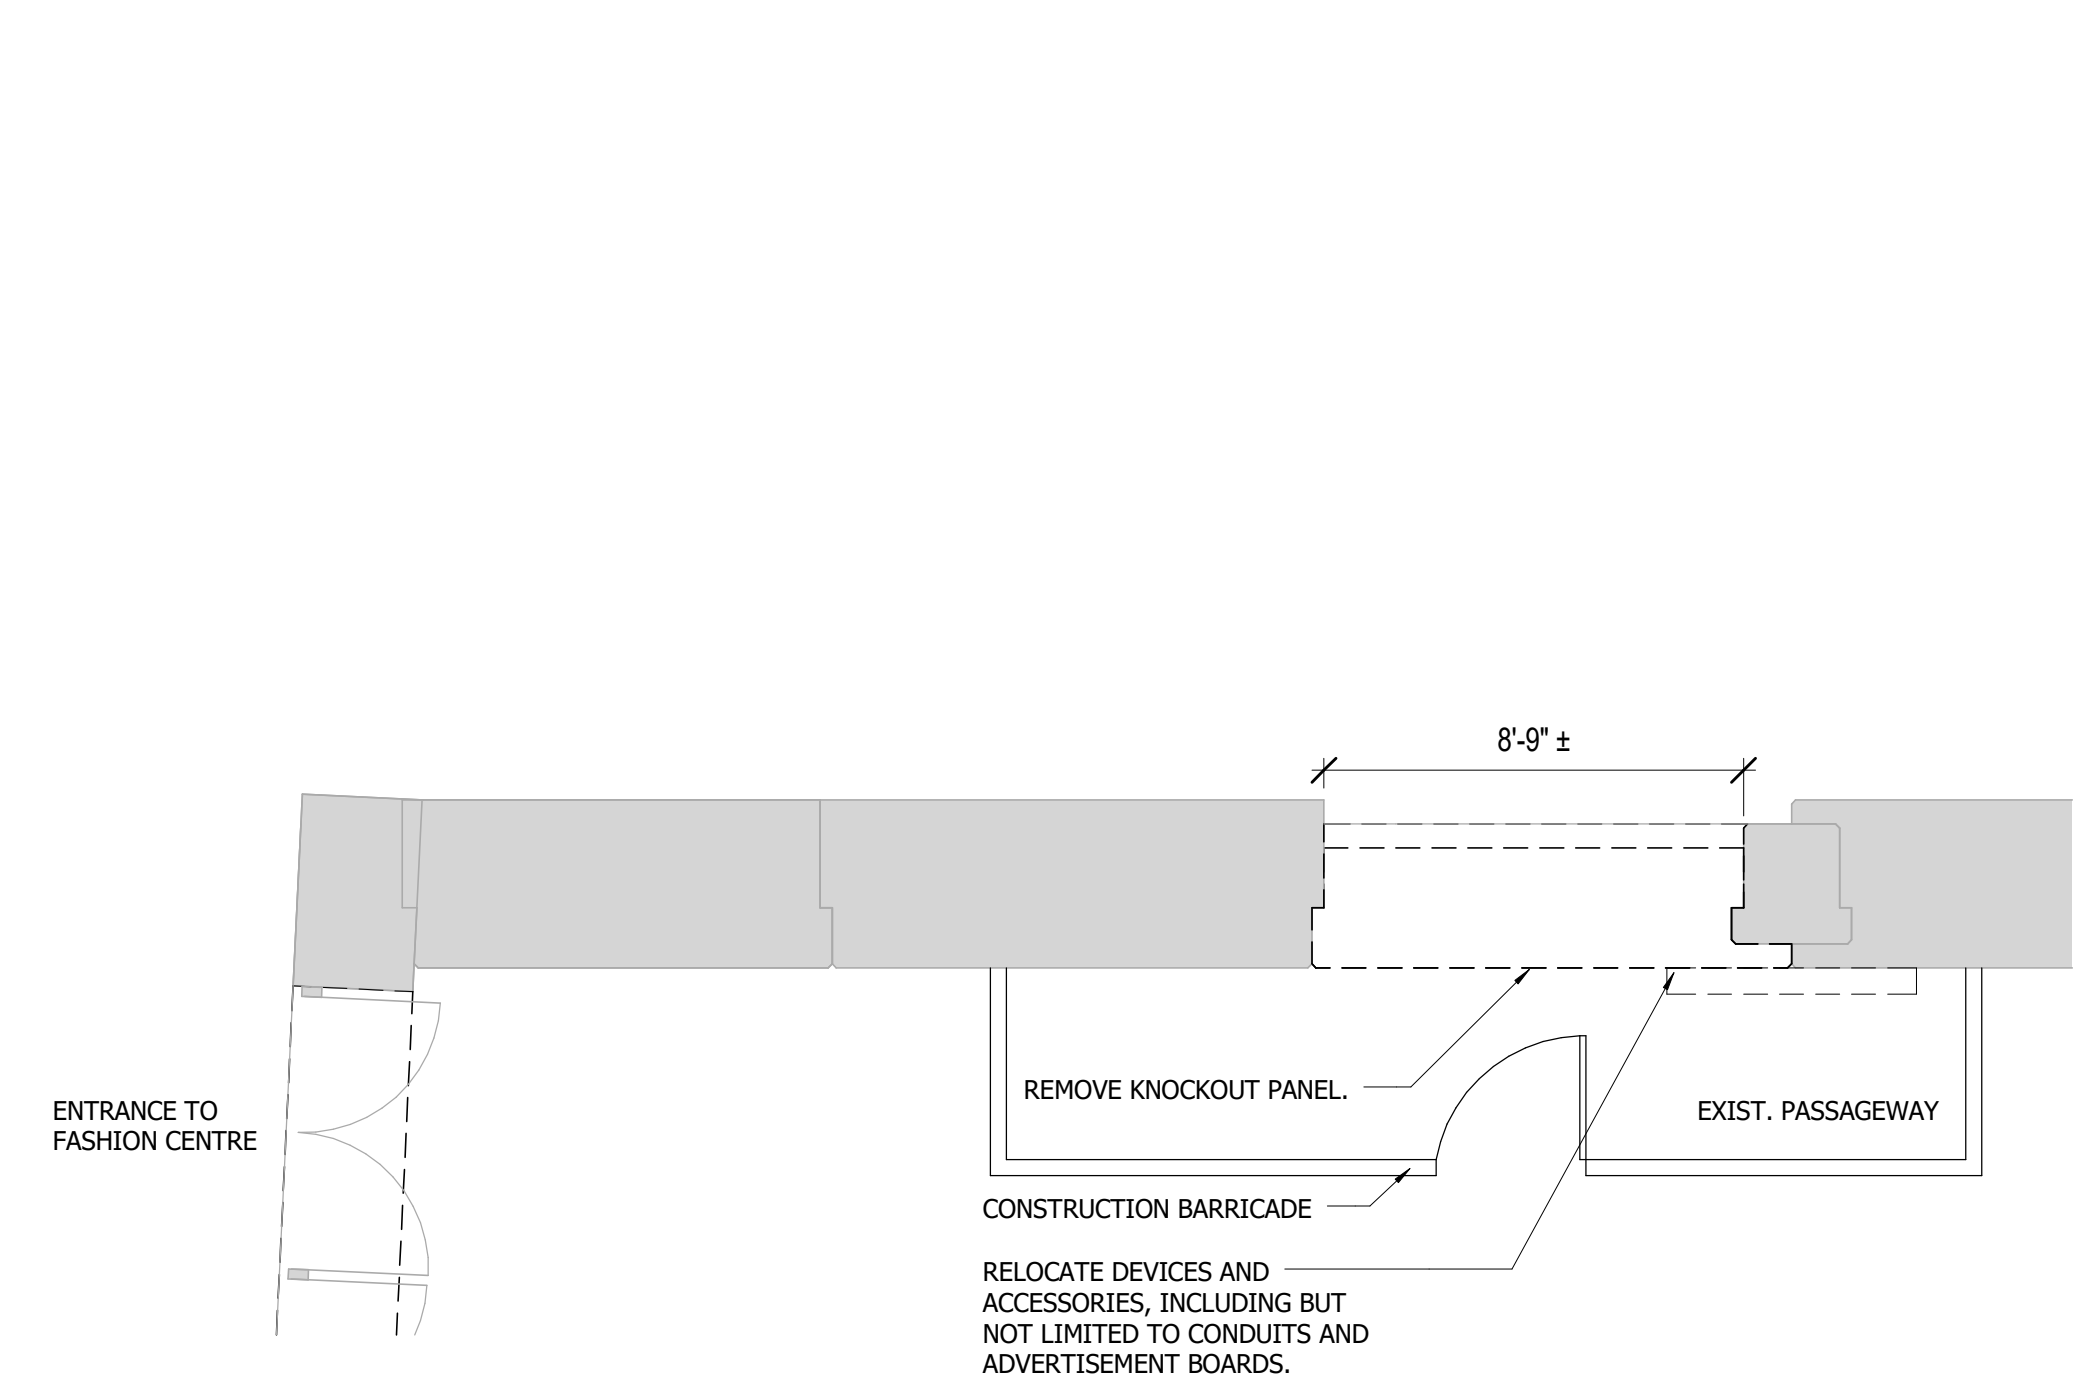 8'-9" ±
REMOVE KNOCKOUT PANEL.
ENTRANCE TO
FASHION CENTRE
EXIST. PASSAGEWAY
CONSTRUCTION BARRICADE
RELOCATE DEVICES AND
ACCESSORIES, INCLUDING BUT
NOT LIMITED TO CONDUITS AND
ADVERTISEMENT BOARDS.